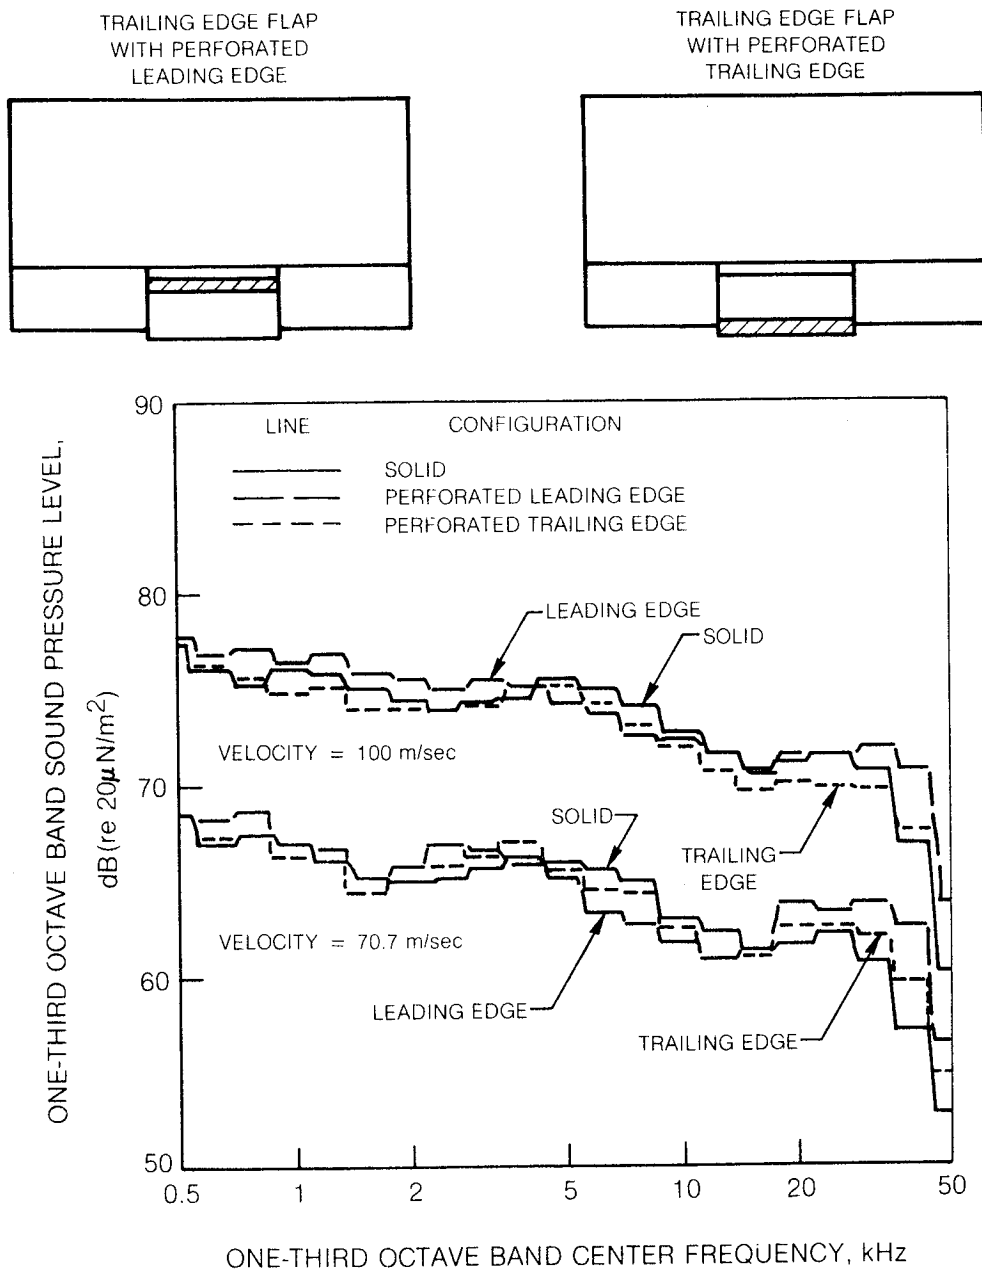 TRAILING EDGE FLAP
WITH PERFORATED
LEADING EDGE
TRAILING EDGE FLAP
WITH PERFORATED
TRAILING EDGE
ONE-THIRD OCTAVE BAND SOUND PRESSURE LEVEL,
dB (re 20μN/m²)
90
80
70
60
50
LINE CONFIGURATION
SOLID
PERFORATED LEADING EDGE
PERFORATED TRAILING EDGE
LEADING EDGE
SOLID
VELOCITY = 100 m/sec
SOLID
TRAILING
EDGE
VELOCITY = 70.7 m/sec
LEADING EDGE
TRAILING EDGE
0.5 1 2 5 10 20 50
ONE-THIRD OCTAVE BAND CENTER FREQUENCY, kHz